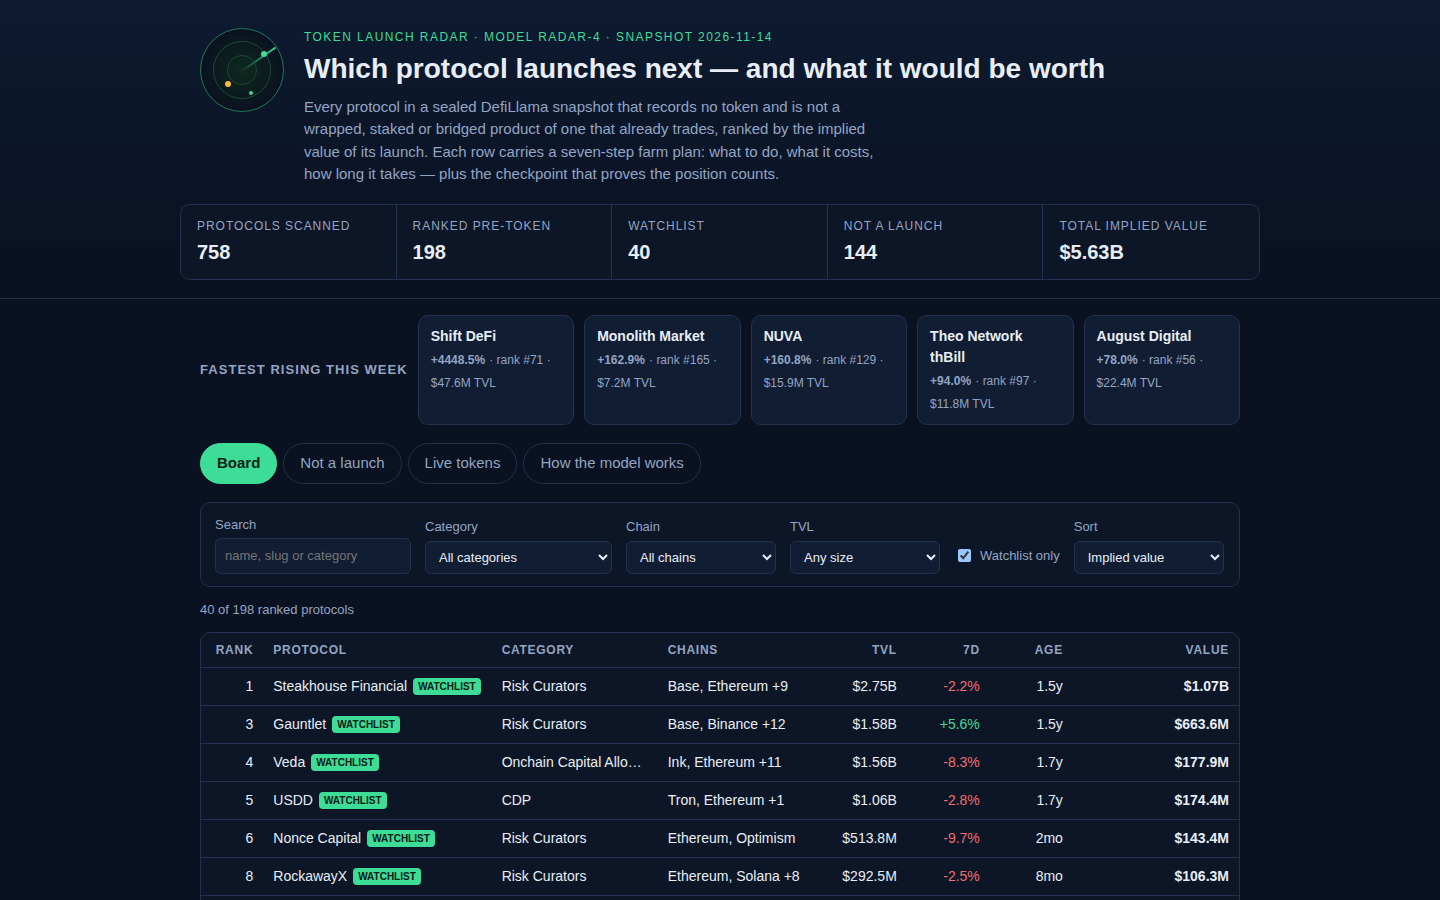 TOKEN LAUNCH RADAR · MODEL RADAR-4 · SNAPSHOT 2026-11-14
Which protocol launches next — and what it would be worth
Every protocol in a sealed DefiLlama snapshot that records no token and is not a
wrapped, staked or bridged product of one that already trades, ranked by the implied
value of its launch. Each row carries a seven-step farm plan: what to do, what it costs,
how long it takes — plus the checkpoint that proves the position counts.
PROTOCOLS SCANNED RANKED PRE-TOKEN WATCHLIST NOT A LAUNCH TOTAL IMPLIED VALUE
758 198 40 144 $5.63B
FASTEST RISING THIS WEEK
Shift DeFi
+4448.5% · rank #71 ·
$47.6M TVL
Monolith Market
+162.9% · rank #165 ·
$7.2M TVL
NUVA
+160.8% · rank #129 ·
$15.9M TVL
Theo Network
thBill
+94.0% · rank #97 ·
$11.8M TVL
August Digital
+78.0% · rank #56 ·
$22.4M TVL
Board Not a launch Live tokens How the model works
Search Category Chain TVL Sort
name, slug or category All categories All chains Any size Watchlist only Implied value
40 of 198 ranked protocols
RANK PROTOCOL CATEGORY CHAINS TVL 7D AGE VALUE
1 Steakhouse Financial WATCHLIST Risk Curators Base, Ethereum +9 $2.75B -2.2% 1.5y $1.07B
3 Gauntlet WATCHLIST Risk Curators Base, Binance +12 $1.58B +5.6% 1.5y $663.6M
4 Veda WATCHLIST Onchain Capital Allo… Ink, Ethereum +11 $1.56B -8.3% 1.7y $177.9M
5 USDD WATCHLIST CDP Tron, Ethereum +1 $1.06B -2.8% 1.7y $174.4M
6 Nonce Capital WATCHLIST Risk Curators Ethereum, Optimism $513.8M -9.7% 2mo $143.4M
8 RockawayX WATCHLIST Risk Curators Ethereum, Solana +8 $292.5M -2.5% 8mo $106.3M